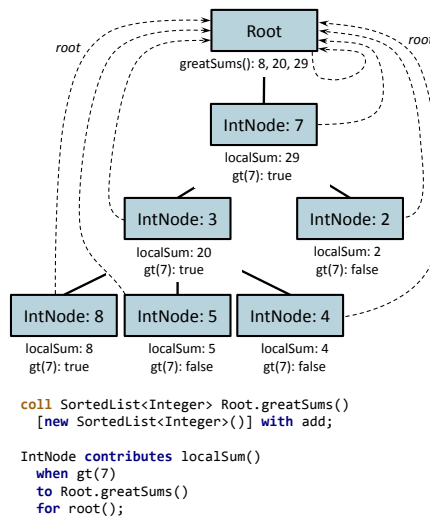 Root
root
root
greatSums(): 8, 20, 29
IntNode: 7
localSum: 29
gt(7): true
IntNode: 3
localSum: 20
gt(7): true
IntNode: 2
localSum: 2
gt(7): false
IntNode: 8
localSum: 8
gt(7): true
IntNode: 5
localSum: 5
gt(7): false
IntNode: 4
localSum: 4
gt(7): false
coll SortedList<Integer> Root.greatSums()
[new SortedList<Integer>()] with add;
IntNode contributes localSum()
when gt(7)
to Root.greatSums()
for root();